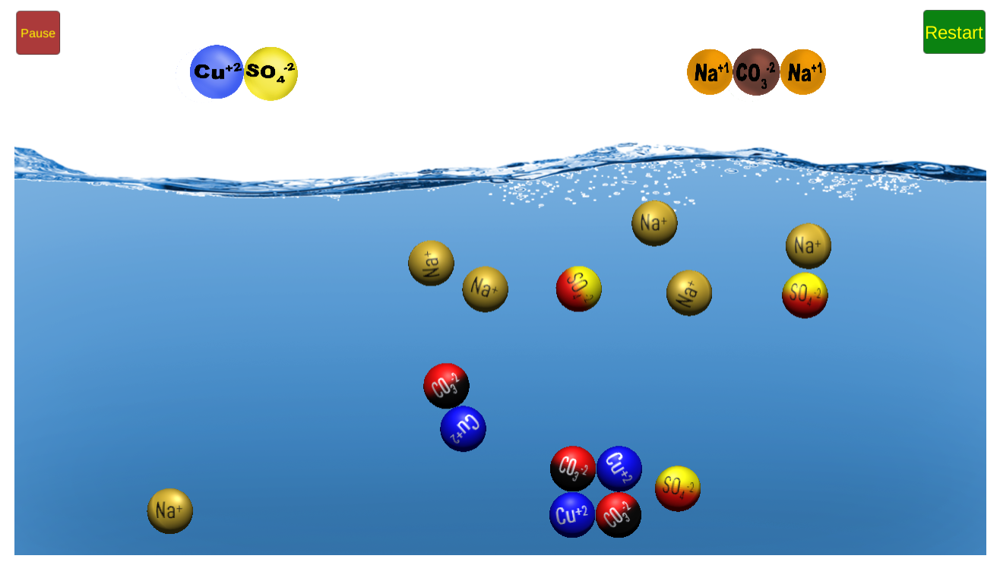 Pause
Restart
Cu+2 SO4-2
Na+1 CO3-2 Na+1
Na+
Na+
Na+
Na+
SO4-2
Na+
SO4-2
CO3-2
Cu+2
CO3-2
Cu+2
SO4-2
Na+
Cu+2
CO3-2